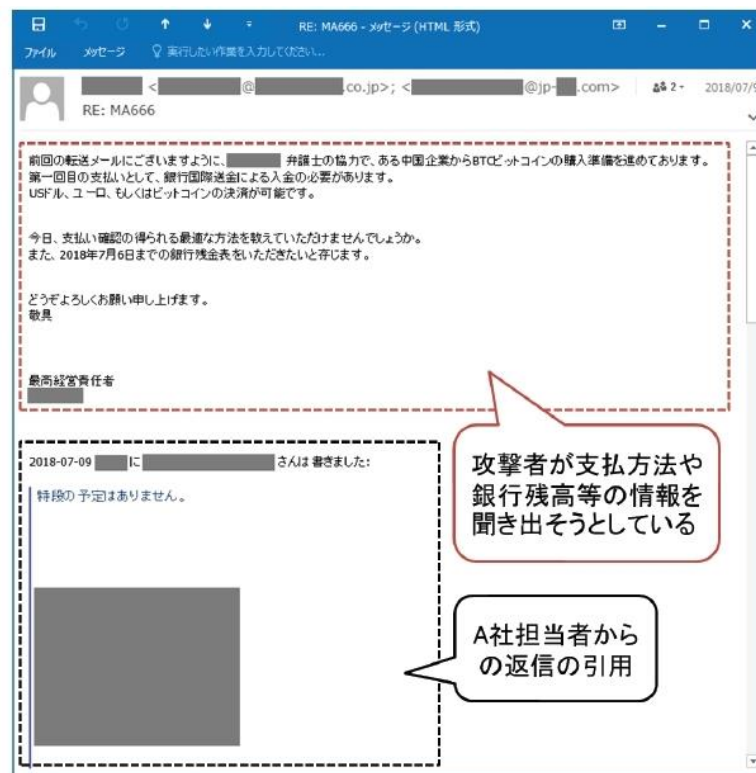 RE: MA666 - メッセージ (HTML 形式)
ファイル メッセージ 実行したい作業を入力してください...
< @ .co.jp>; < @jp- .com> 2 2018/07/9
RE: MA666
前回の転送メールにございますように、 弁護士の協力で、ある中国企業からBTCビットコインの購入準備を進めております。
第一回目の支払いとして、銀行国際送金による入金の必要があります。
USドル、ユーロ、もしくはビットコインの決済が可能です。
今日、支払い確認の得られる最適な方法を教えていただけませんでしょうか。
また、2018年7月6日までの銀行残金表をいただきたいと存じます。
どうぞよろしくお願い申し上げます。
敬具
最高経営責任者
2018-07-09 に さんは 書きました:
特段の予定はありません。
攻撃者が支払方法や
銀行残高等の情報を
聞き出そうとしている
A社担当者から
の返信の引用